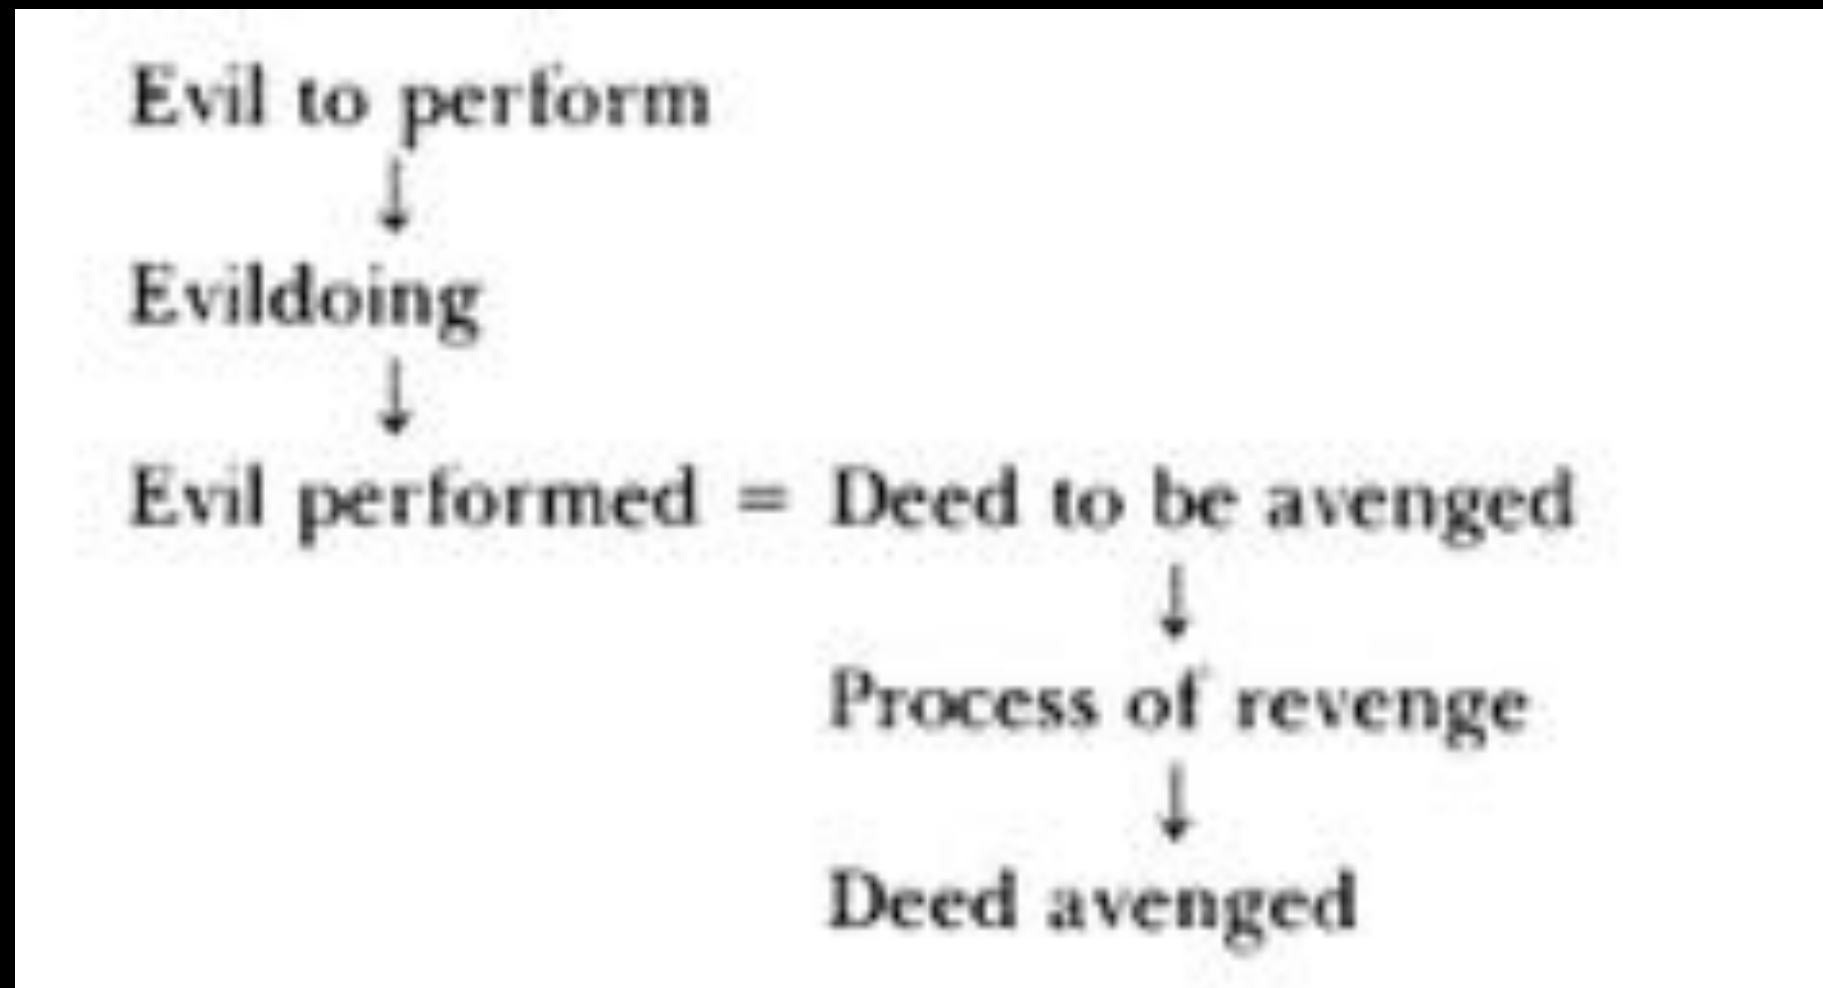 Evil to perform
↓
Evildoing
↓
Evil performed = Deed to be avenged
↓
Process of revenge
↓
Deed avenged